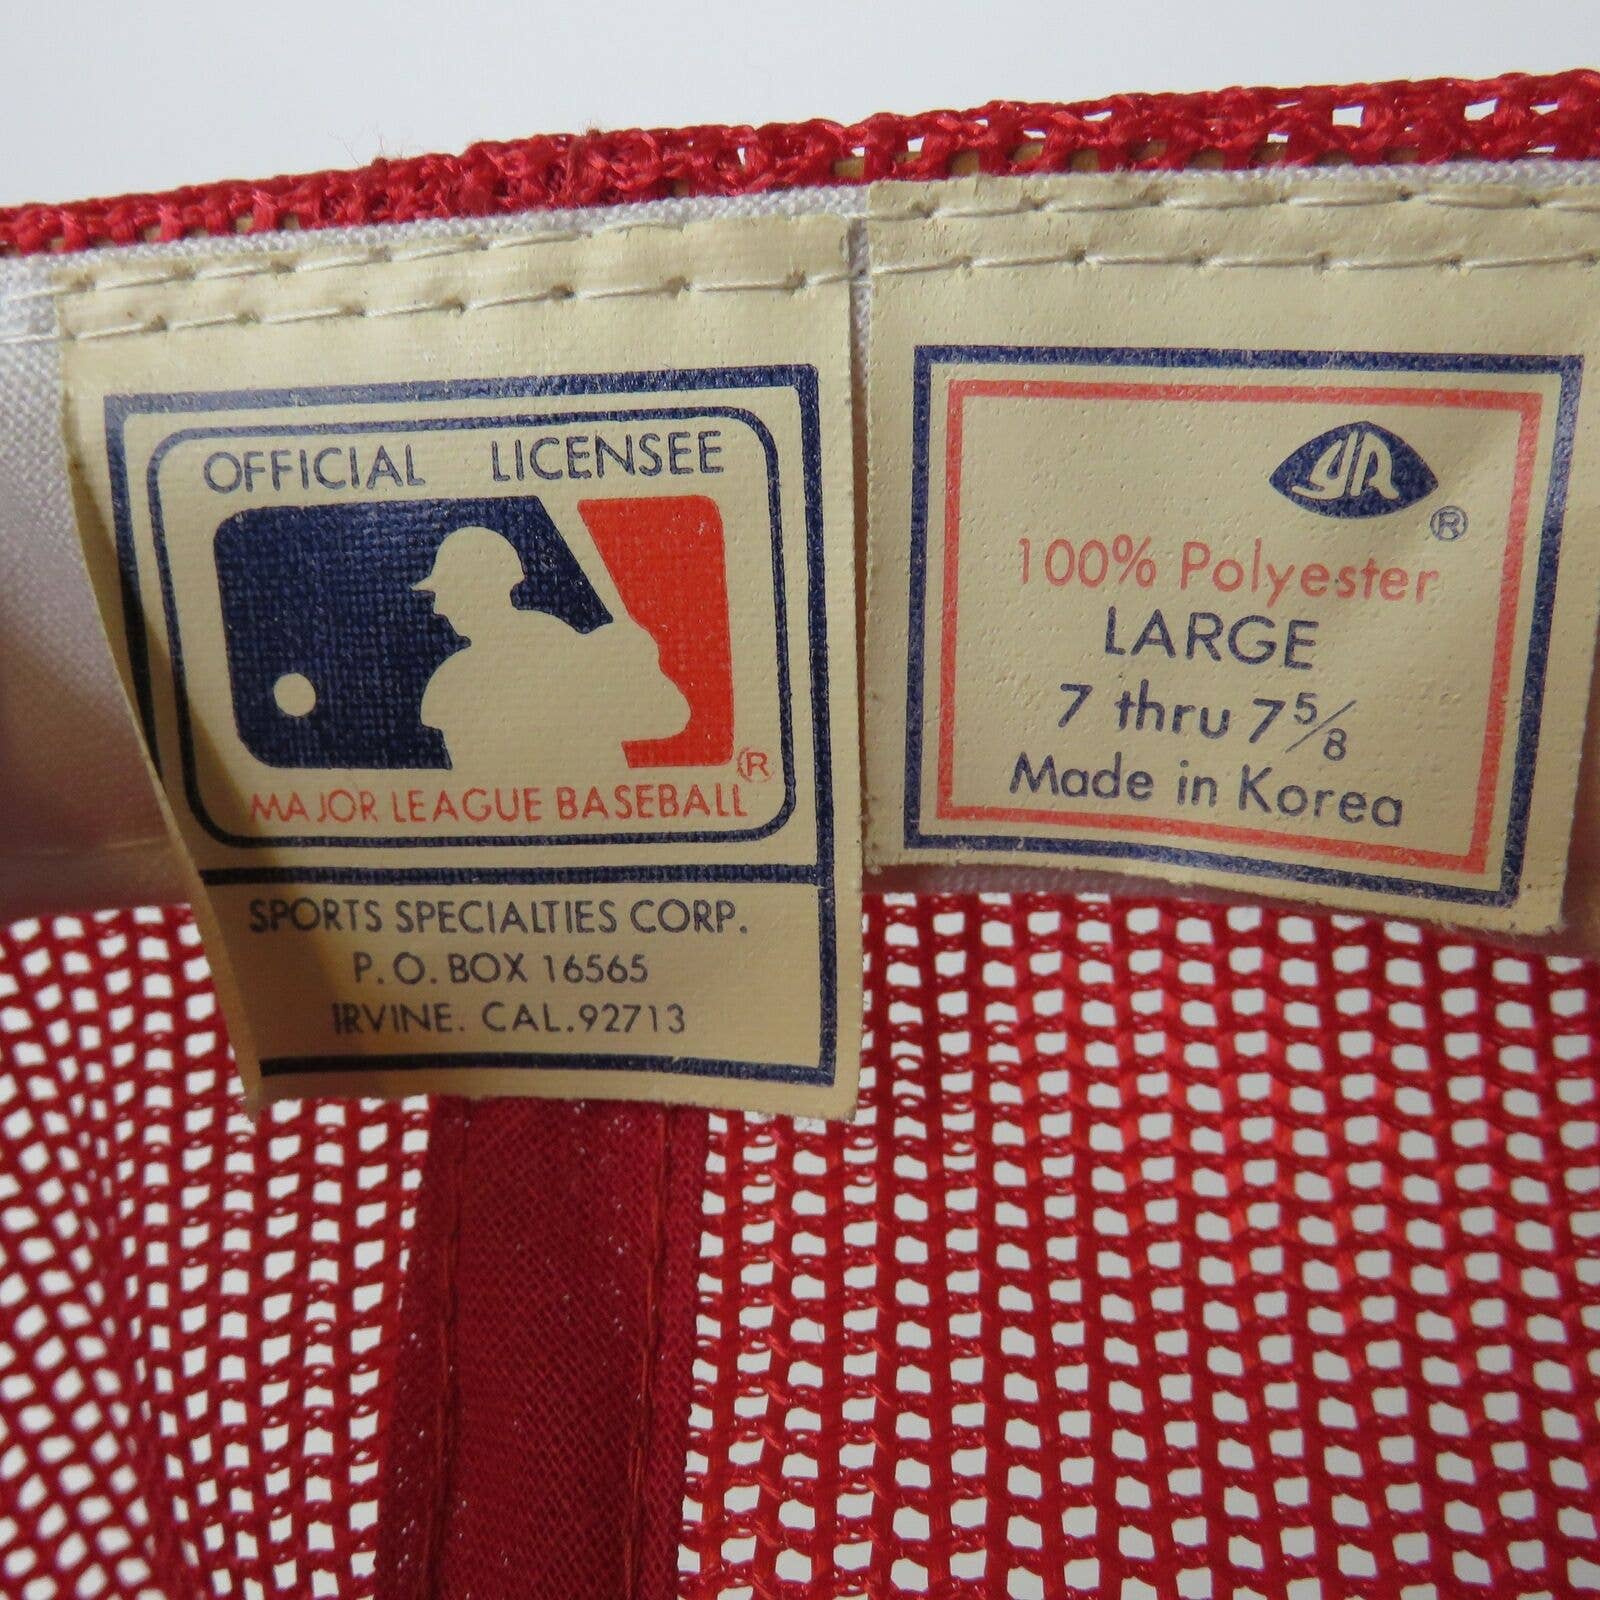 OFFICIAL LICENSEE
®
MAJOR LEAGUE BASEBALL
SPORTS SPECIALTIES CORP.
P.O. BOX 16565
IRVINE. CAL.92713
®
100% Polyester
LARGE
7 thru 7 5/8
Made in Korea